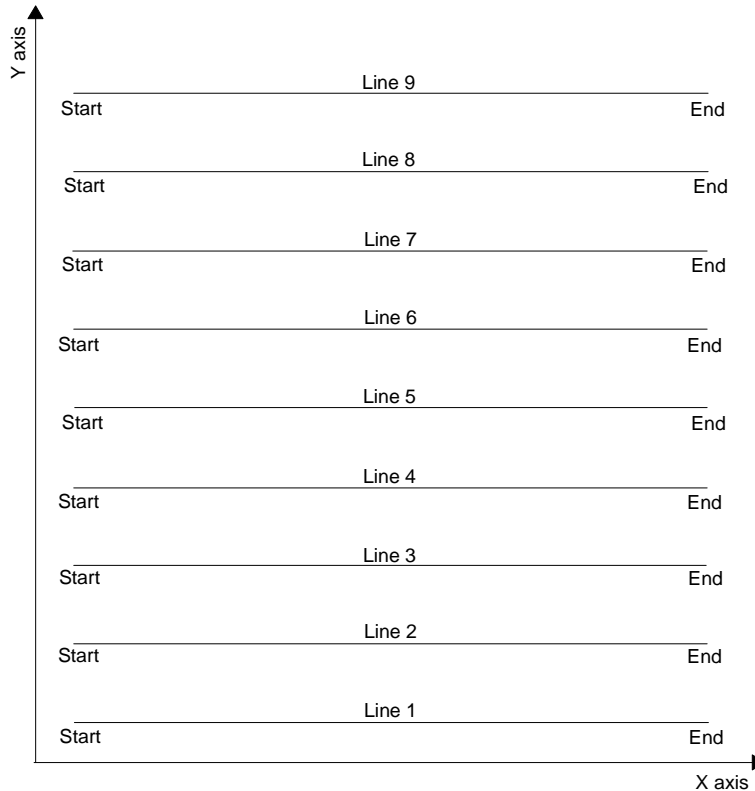 Y axis
Line 9
Start End
Line 8
Start End
Line 7
Start End
Line 6
Start End
Line 5
Start End
Line 4
Start End
Line 3
Start End
Line 2
Start End
Line 1
Start End
X axis